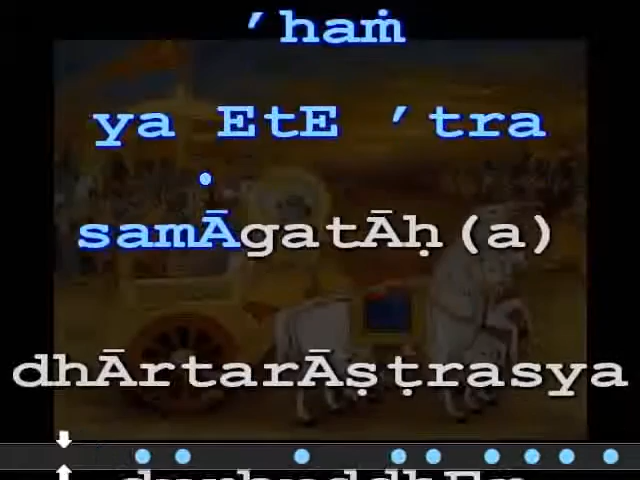 ’haṁ
ya EtE ’tra
samĀgatĀḥ(a)
dhĀrtarĀṣṭrasya